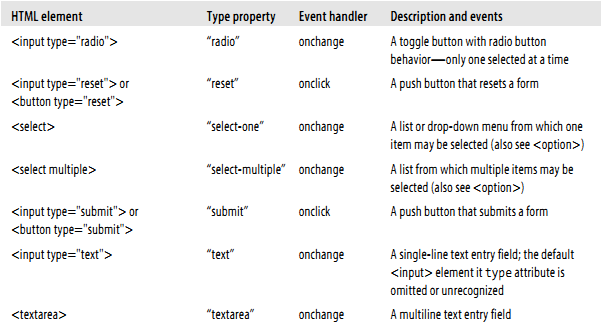 HTML element Type property Event handler Description and events
<input type="radio"> “radio” onchange A toggle button with radio button
behavior—only one selected at a time
<input type="reset"> or “reset” onclick A push button that resets a form
<button type="reset">
<select> “select-one” onchange A list or drop-down menu from which one
item may be selected (also see <option>)
<select multiple> “select-multiple” onchange A list from which multiple items may be
selected (also see <option>)
<input type="submit"> or “submit” onclick A push button that submits a form
<button type="submit">
<input type="text"> “text” onchange A single-line text entry field; the default
<input> element it type attribute is
omitted or unrecognized
<textarea> “textarea” onchange A multiline text entry field